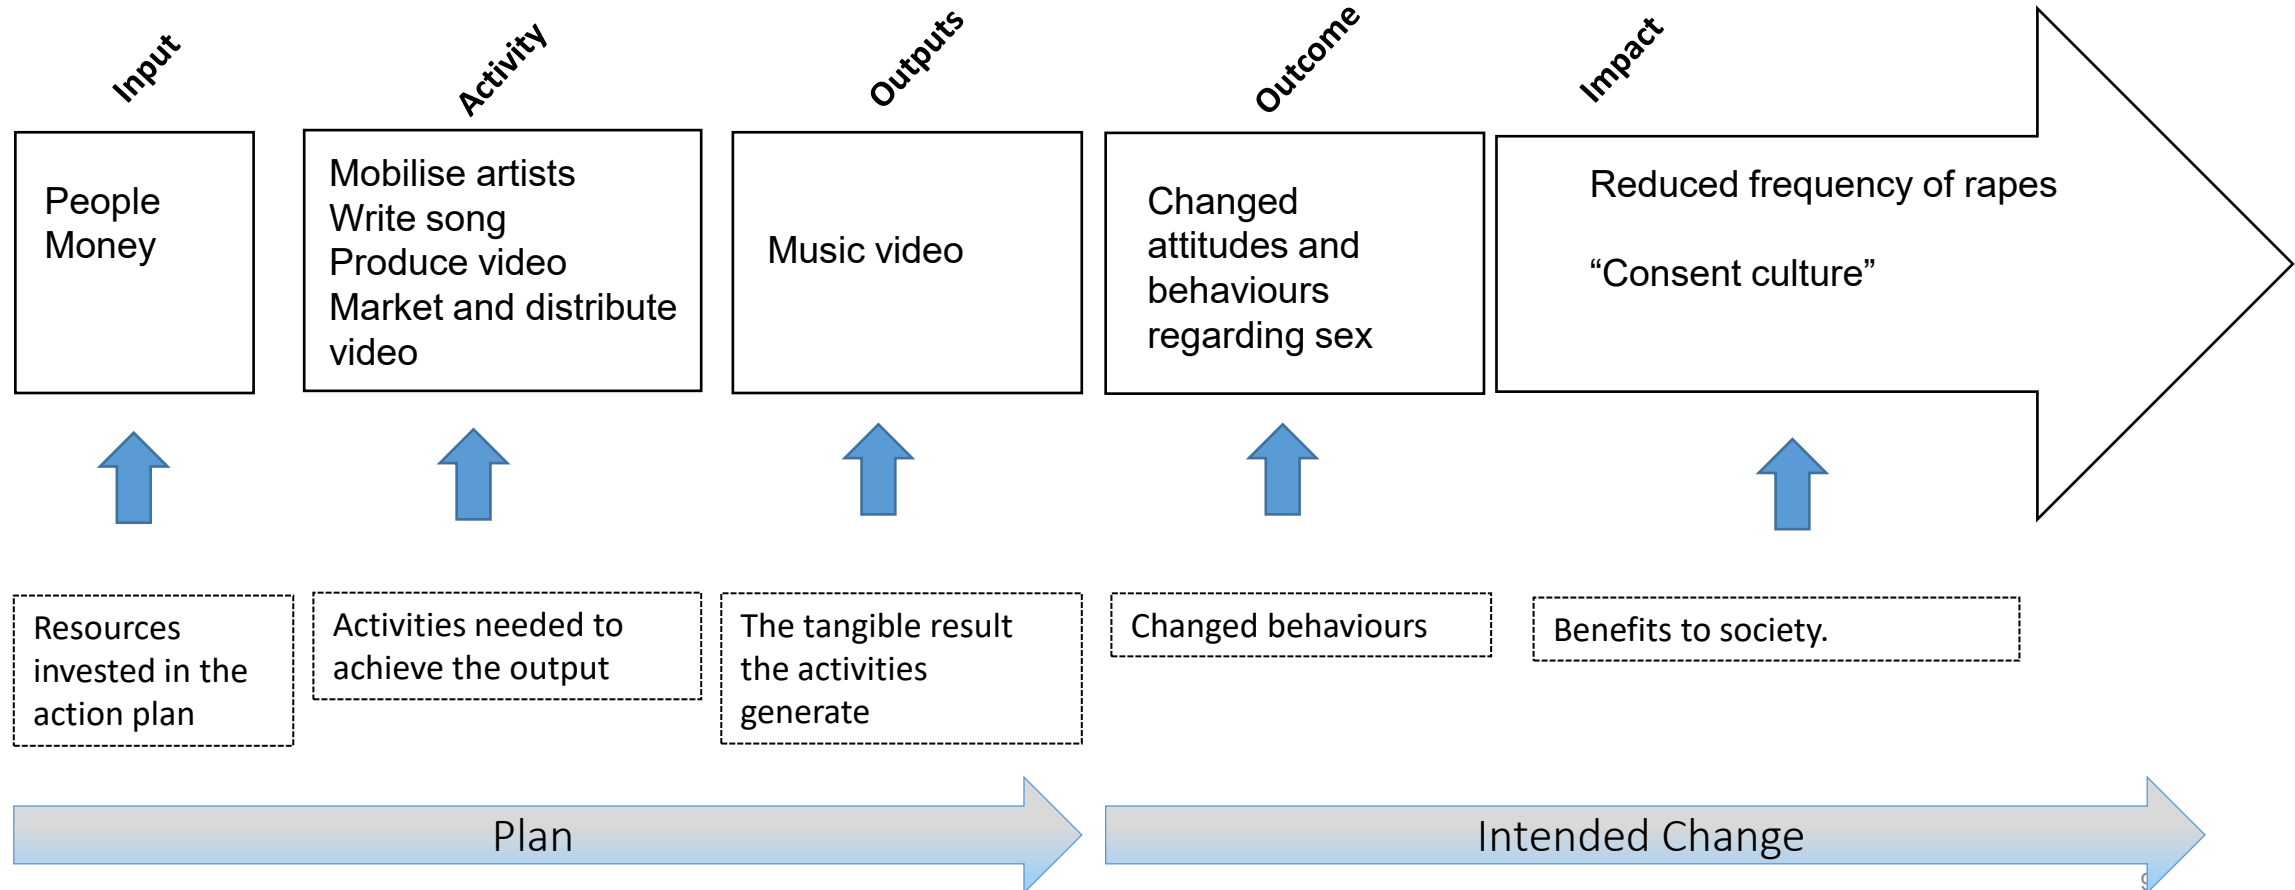 Input
Activity
Outputs
Outcome
Impact
People
Money
Mobilise artists
Write song
Produce video
Market and distribute
video
Music video
Changed
attitudes and
behaviours
regarding sex
Reduced frequency of rapes
“Consent culture”
Resources
invested in the
action plan
Activities needed to
achieve the output
The tangible result
the activities
generate
Changed behaviours
Benefits to society.
Plan
Intended Change